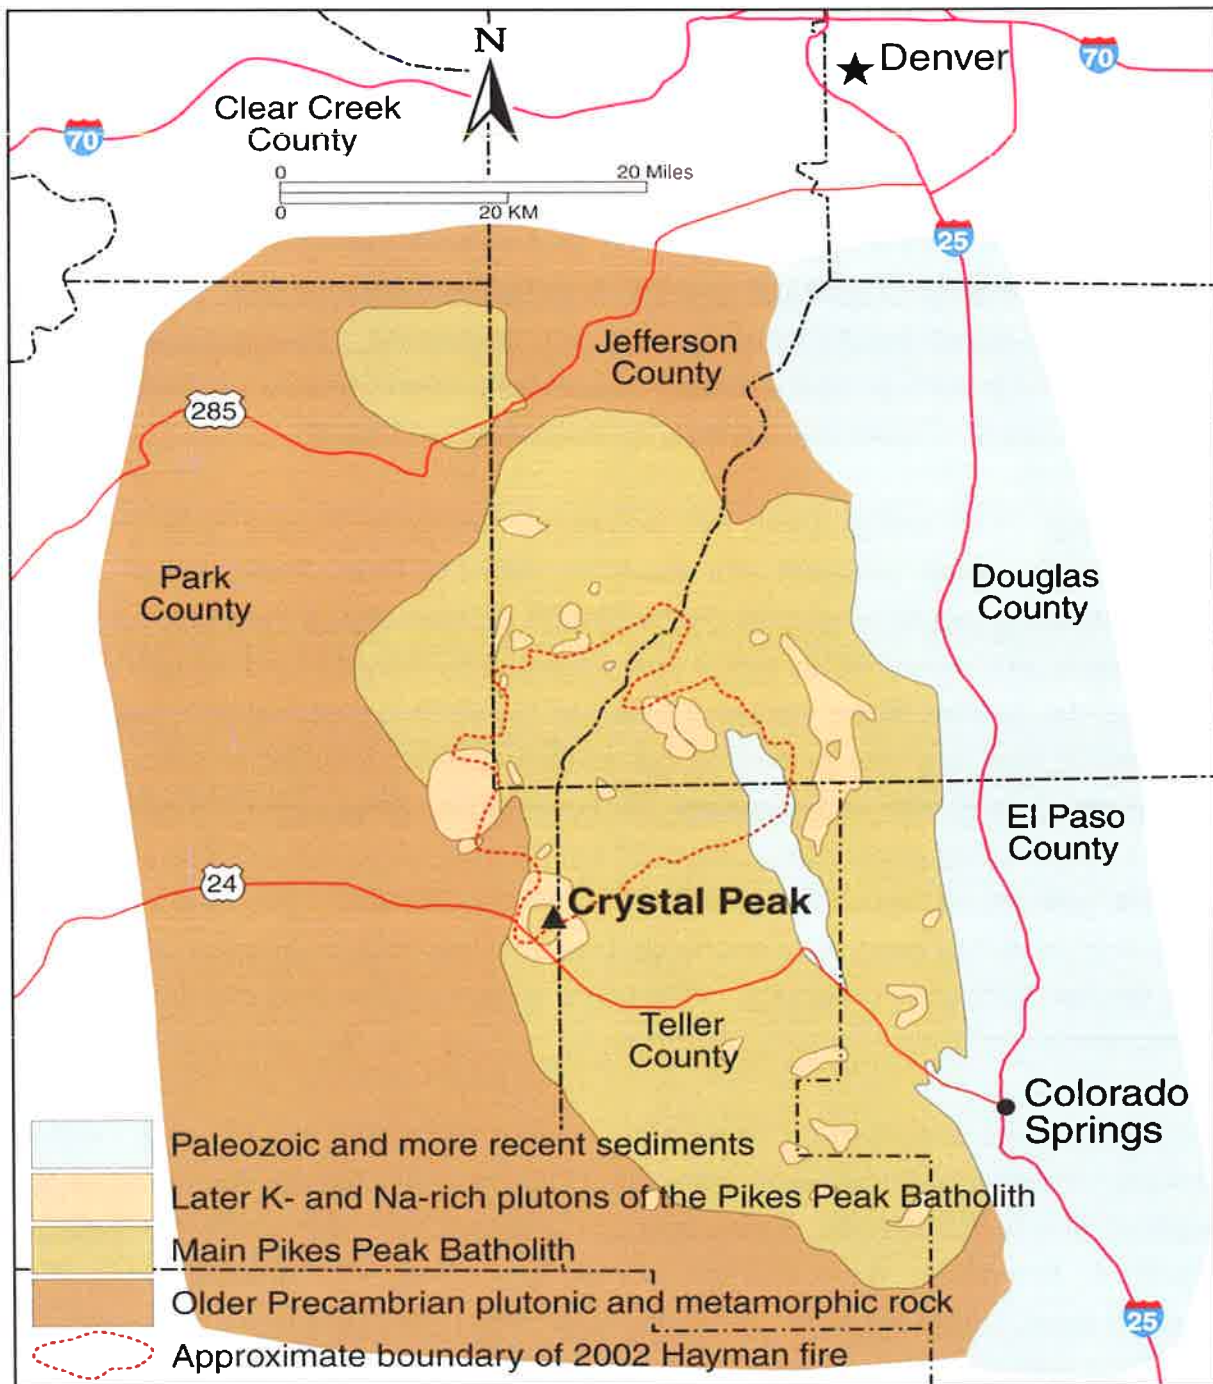 N
Denver
70
Clear Creek
County
70
0
20 Miles
0
20 KM
25
Jefferson
County
285
Park
County
Douglas
County
El Paso
County
24
Crystal Peak
Teller
County
Colorado
Springs
Paleozoic and more recent sediments
Later K- and Na-rich plutons of the Pikes Peak Batholith
Main Pikes Peak Batholith
Older Precambrian plutonic and metamorphic rock
25
Approximate boundary of 2002 Hayman fire